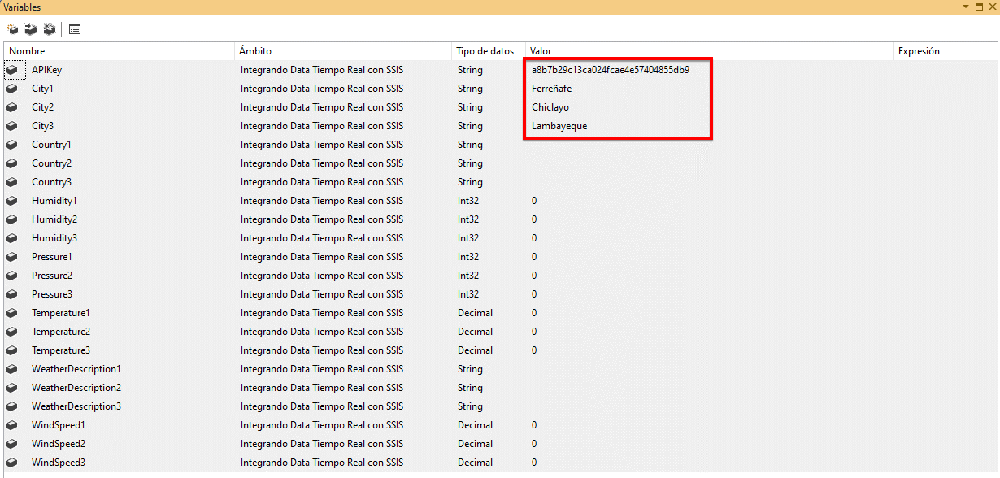 Variables
Nombre Ámbito Tipo de datos Valor Expresión
APIKey Integrando Data Tiempo Real con SSIS String a8b7b29c13ca024fcae4e57404855db9
City1 Integrando Data Tiempo Real con SSIS String Ferreñafe
City2 Integrando Data Tiempo Real con SSIS String Chiclayo
City3 Integrando Data Tiempo Real con SSIS String Lambayeque
Country1 Integrando Data Tiempo Real con SSIS String
Country2 Integrando Data Tiempo Real con SSIS String
Country3 Integrando Data Tiempo Real con SSIS String
Humidity1 Integrando Data Tiempo Real con SSIS Int32 0
Humidity2 Integrando Data Tiempo Real con SSIS Int32 0
Humidity3 Integrando Data Tiempo Real con SSIS Int32 0
Pressure1 Integrando Data Tiempo Real con SSIS Int32 0
Pressure2 Integrando Data Tiempo Real con SSIS Int32 0
Pressure3 Integrando Data Tiempo Real con SSIS Int32 0
Temperature1 Integrando Data Tiempo Real con SSIS Decimal 0
Temperature2 Integrando Data Tiempo Real con SSIS Decimal 0
Temperature3 Integrando Data Tiempo Real con SSIS Decimal 0
WeatherDescription1 Integrando Data Tiempo Real con SSIS String
WeatherDescription2 Integrando Data Tiempo Real con SSIS String
WeatherDescription3 Integrando Data Tiempo Real con SSIS String
WindSpeed1 Integrando Data Tiempo Real con SSIS Decimal 0
WindSpeed2 Integrando Data Tiempo Real con SSIS Decimal 0
WindSpeed3 Integrando Data Tiempo Real con SSIS Decimal 0